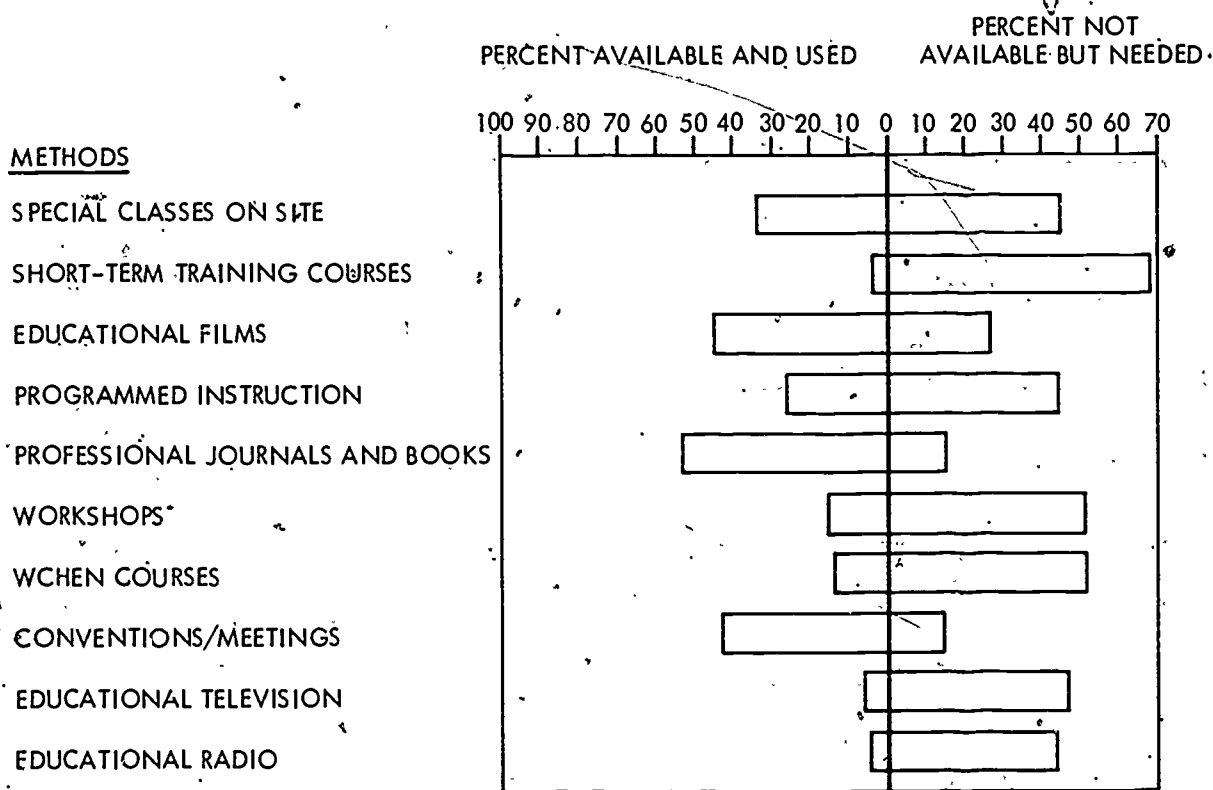 PERCENT NOT
PERCENT AVAILABLE AND USED AVAILABLE BUT NEEDED
100 90 80 70 60 50 40 30 20 10 0 10 20 30 40 50 60 70
METHODS
SPECIAL CLASSES ON SITE
SHORT-TERM TRAINING COURSES
EDUCATIONAL FILMS
PROGRAMMED INSTRUCTION
PROFESSIONAL JOURNALS AND BOOKS
WORKSHOPS
WCHEN COURSES
CONVENTIONS/MEETINGS
EDUCATIONAL TELEVISION
EDUCATIONAL RADIO